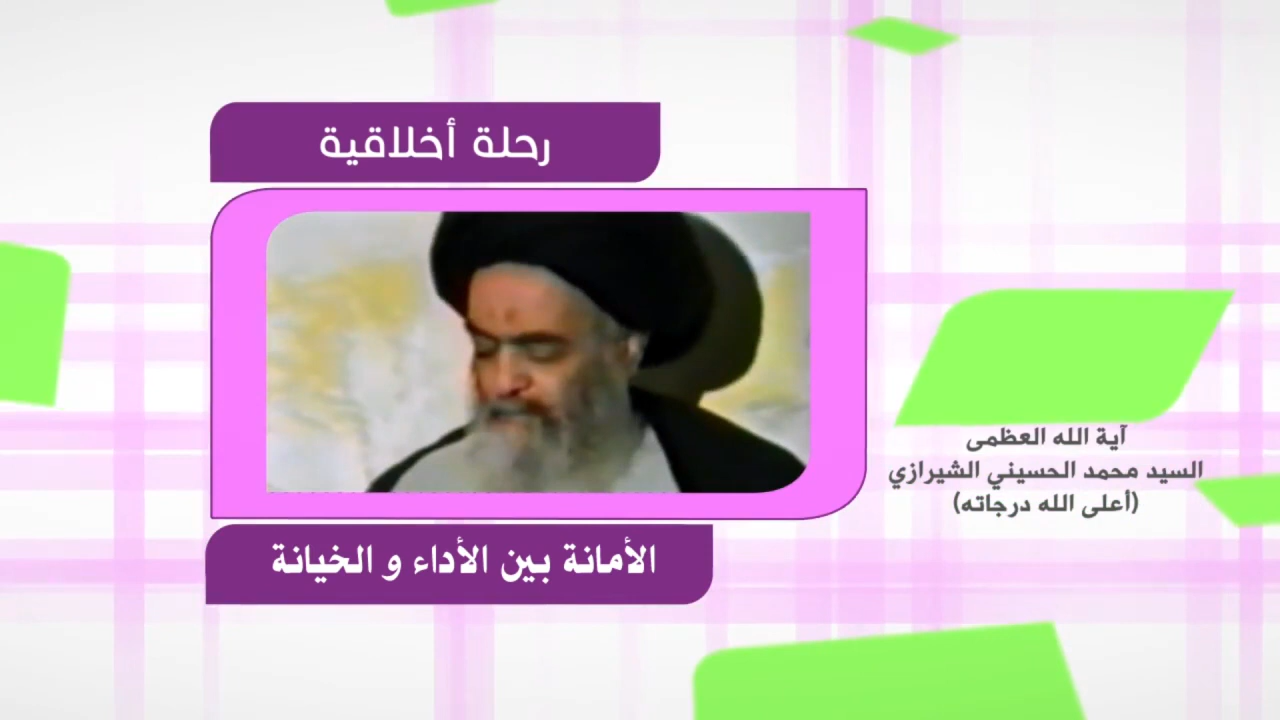 رحلة أخلاقية
آية الله العظمى
السيد محمد الحسيني الشيرازي
(أعلى الله درجاته)
الأمانة بين الأداء و الخيانة